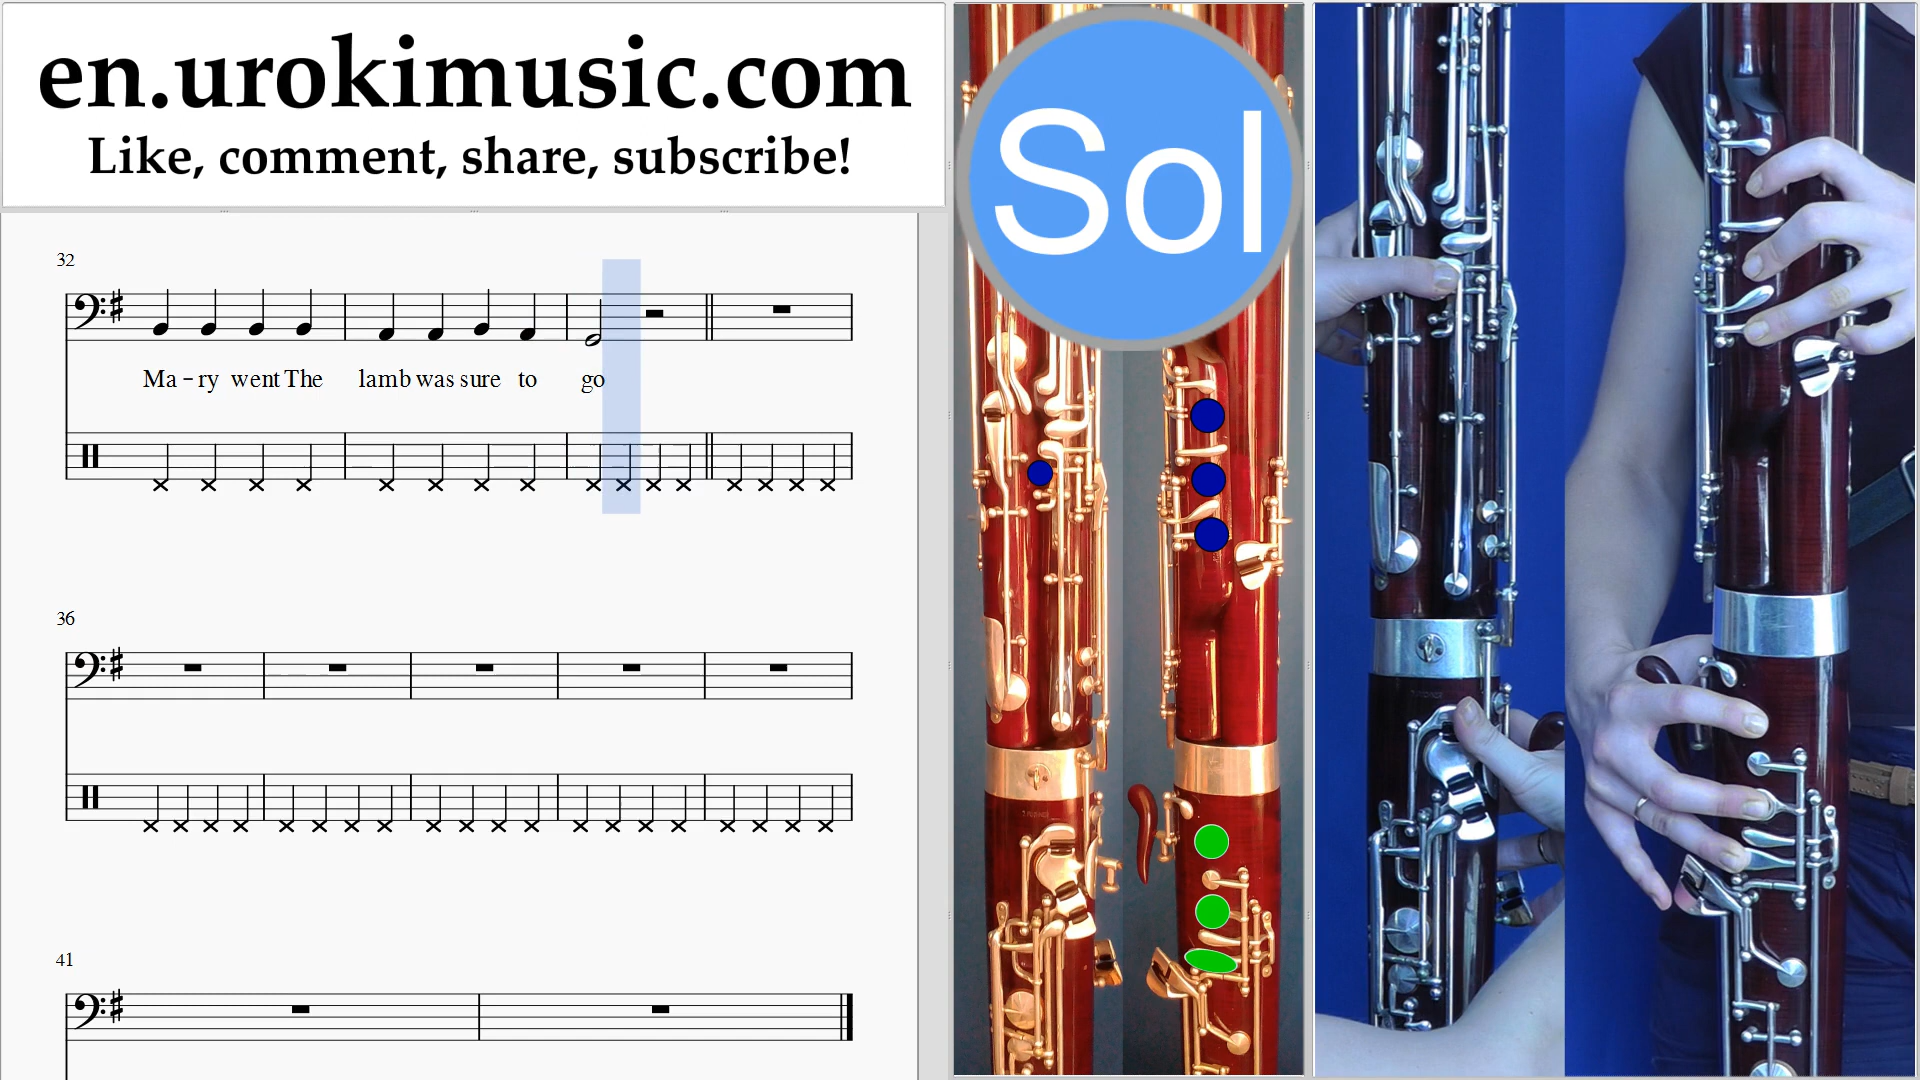 en.urokimusic.com
Like, comment, share, subscribe!
Sol
32
Ma - ry went The lamb was sure to go
36
41